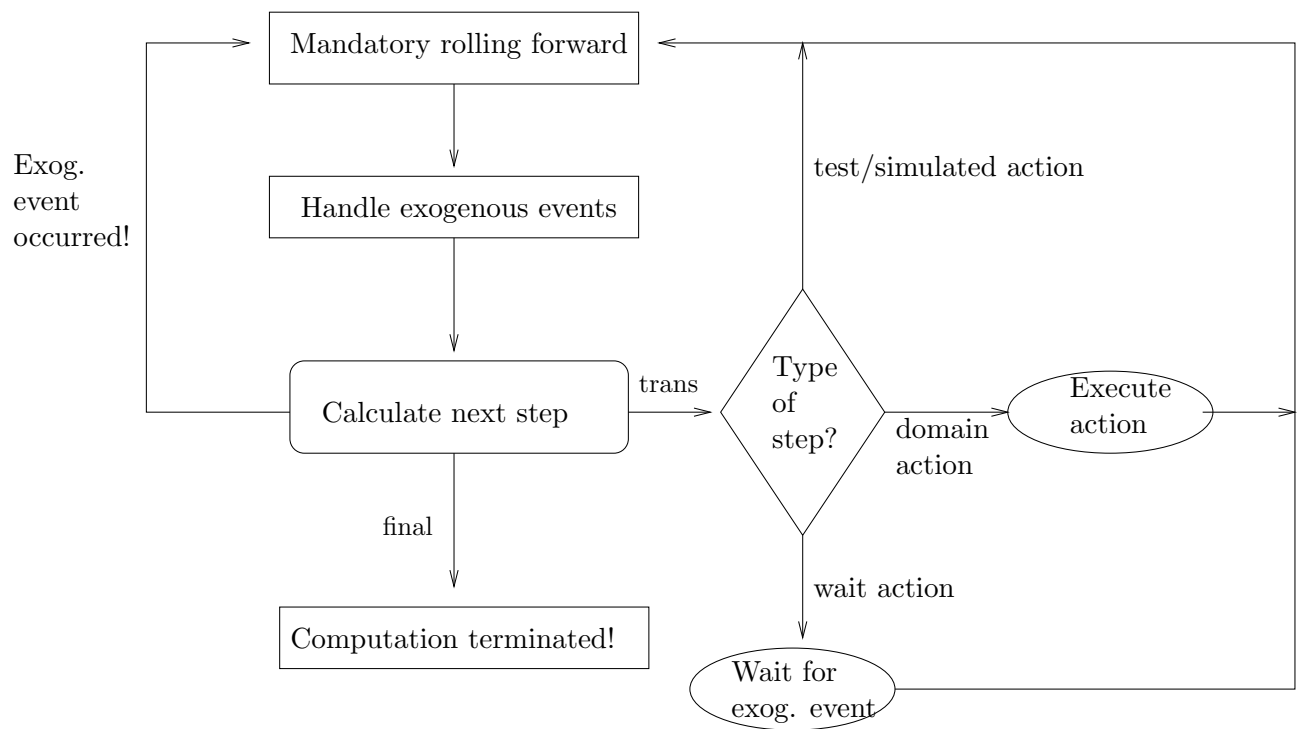 Mandatory rolling forward
Exog.
event
occurred!
test/simulated action
Handle exogenous events
Calculate next step
trans
Type
of
step?
domain
action
Execute
action
final
wait action
Computation terminated!
Wait for
exog. event